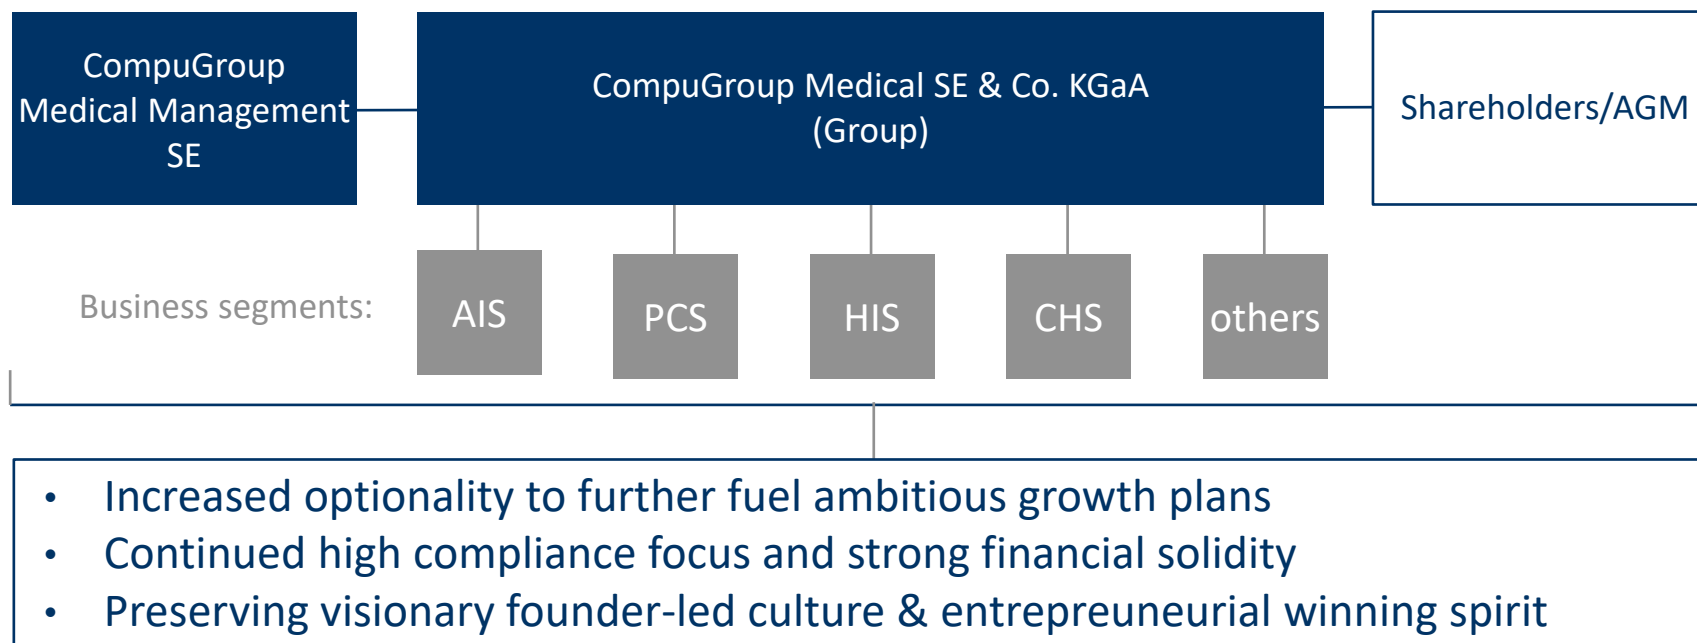 CompuGroup
Medical Management
SE
CompuGroup Medical SE & Co. KGaA
(Group)
Shareholders/AGM
Business segments:
AIS
PCS
HIS
CHS
others
• Increased optionality to further fuel ambitious growth plans
• Continued high compliance focus and strong financial solidity
• Preserving visionary founder-led culture & entrepreuneurial winning spirit